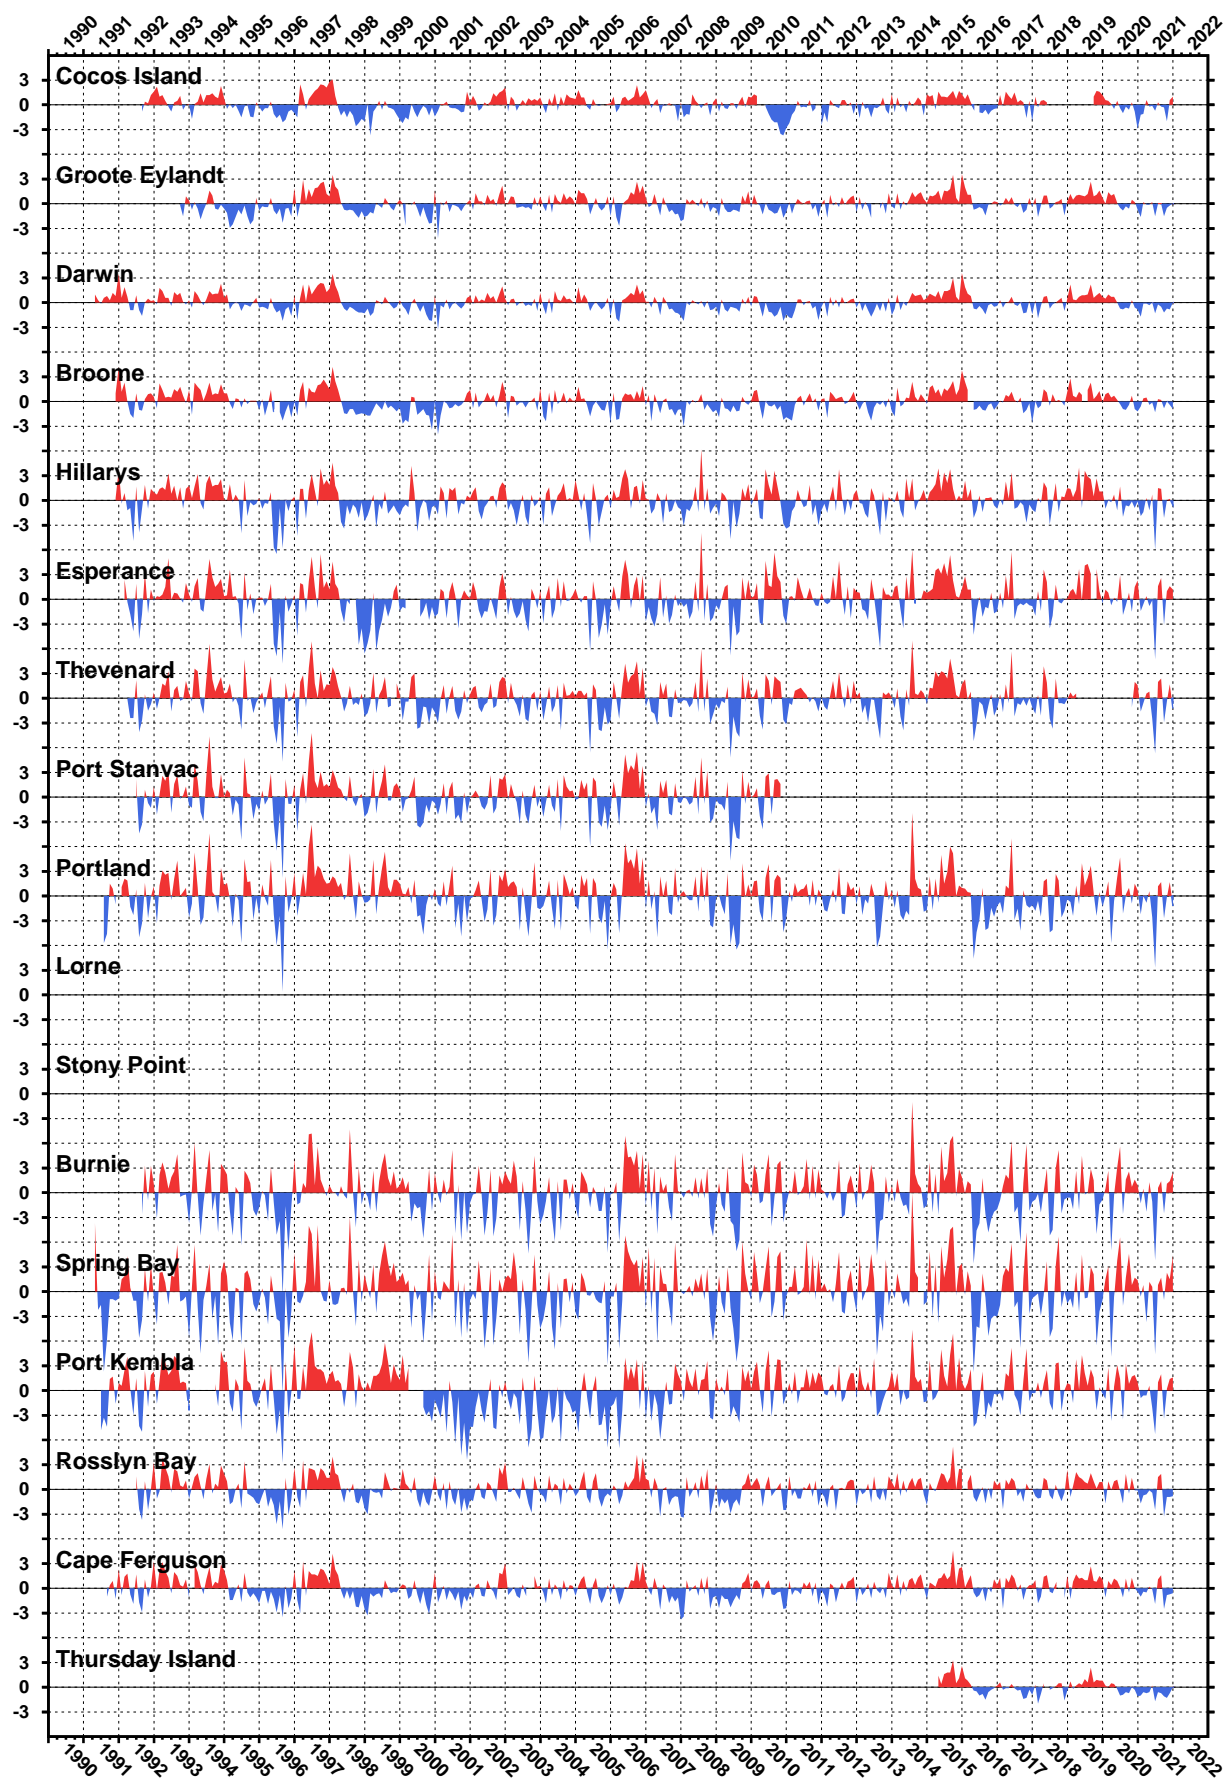 1990 1991 1992 1993 1994 1995 1996 1997 1998 1999 2000 2001 2002 2003 2004 2005 2006 2007 2008 2009 2010 2011 2012 2013 2014 2015 2016 2017 2018 2019 2020 2021 2022
Cocos Island
3
0
-3
Groote Eylandt
3
0
-3
Darwin
3
0
-3
Broome
3
0
-3
Hillarys
3
0
-3
Esperance
3
0
-3
Thevenard
3
0
-3
Port Stanvac
3
0
-3
Portland
3
0
-3
Lorne
3
0
-3
Stony Point
3
0
-3
Burnie
3
0
-3
Spring Bay
3
0
-3
Port Kembla
3
0
-3
Rosslyn Bay
3
0
-3
Cape Ferguson
3
0
-3
Thursday Island
3
0
-3
1990 1991 1992 1993 1994 1995 1996 1997 1998 1999 2000 2001 2002 2003 2004 2005 2006 2007 2008 2009 2010 2011 2012 2013 2014 2015 2016 2017 2018 2019 2020 2021 2022